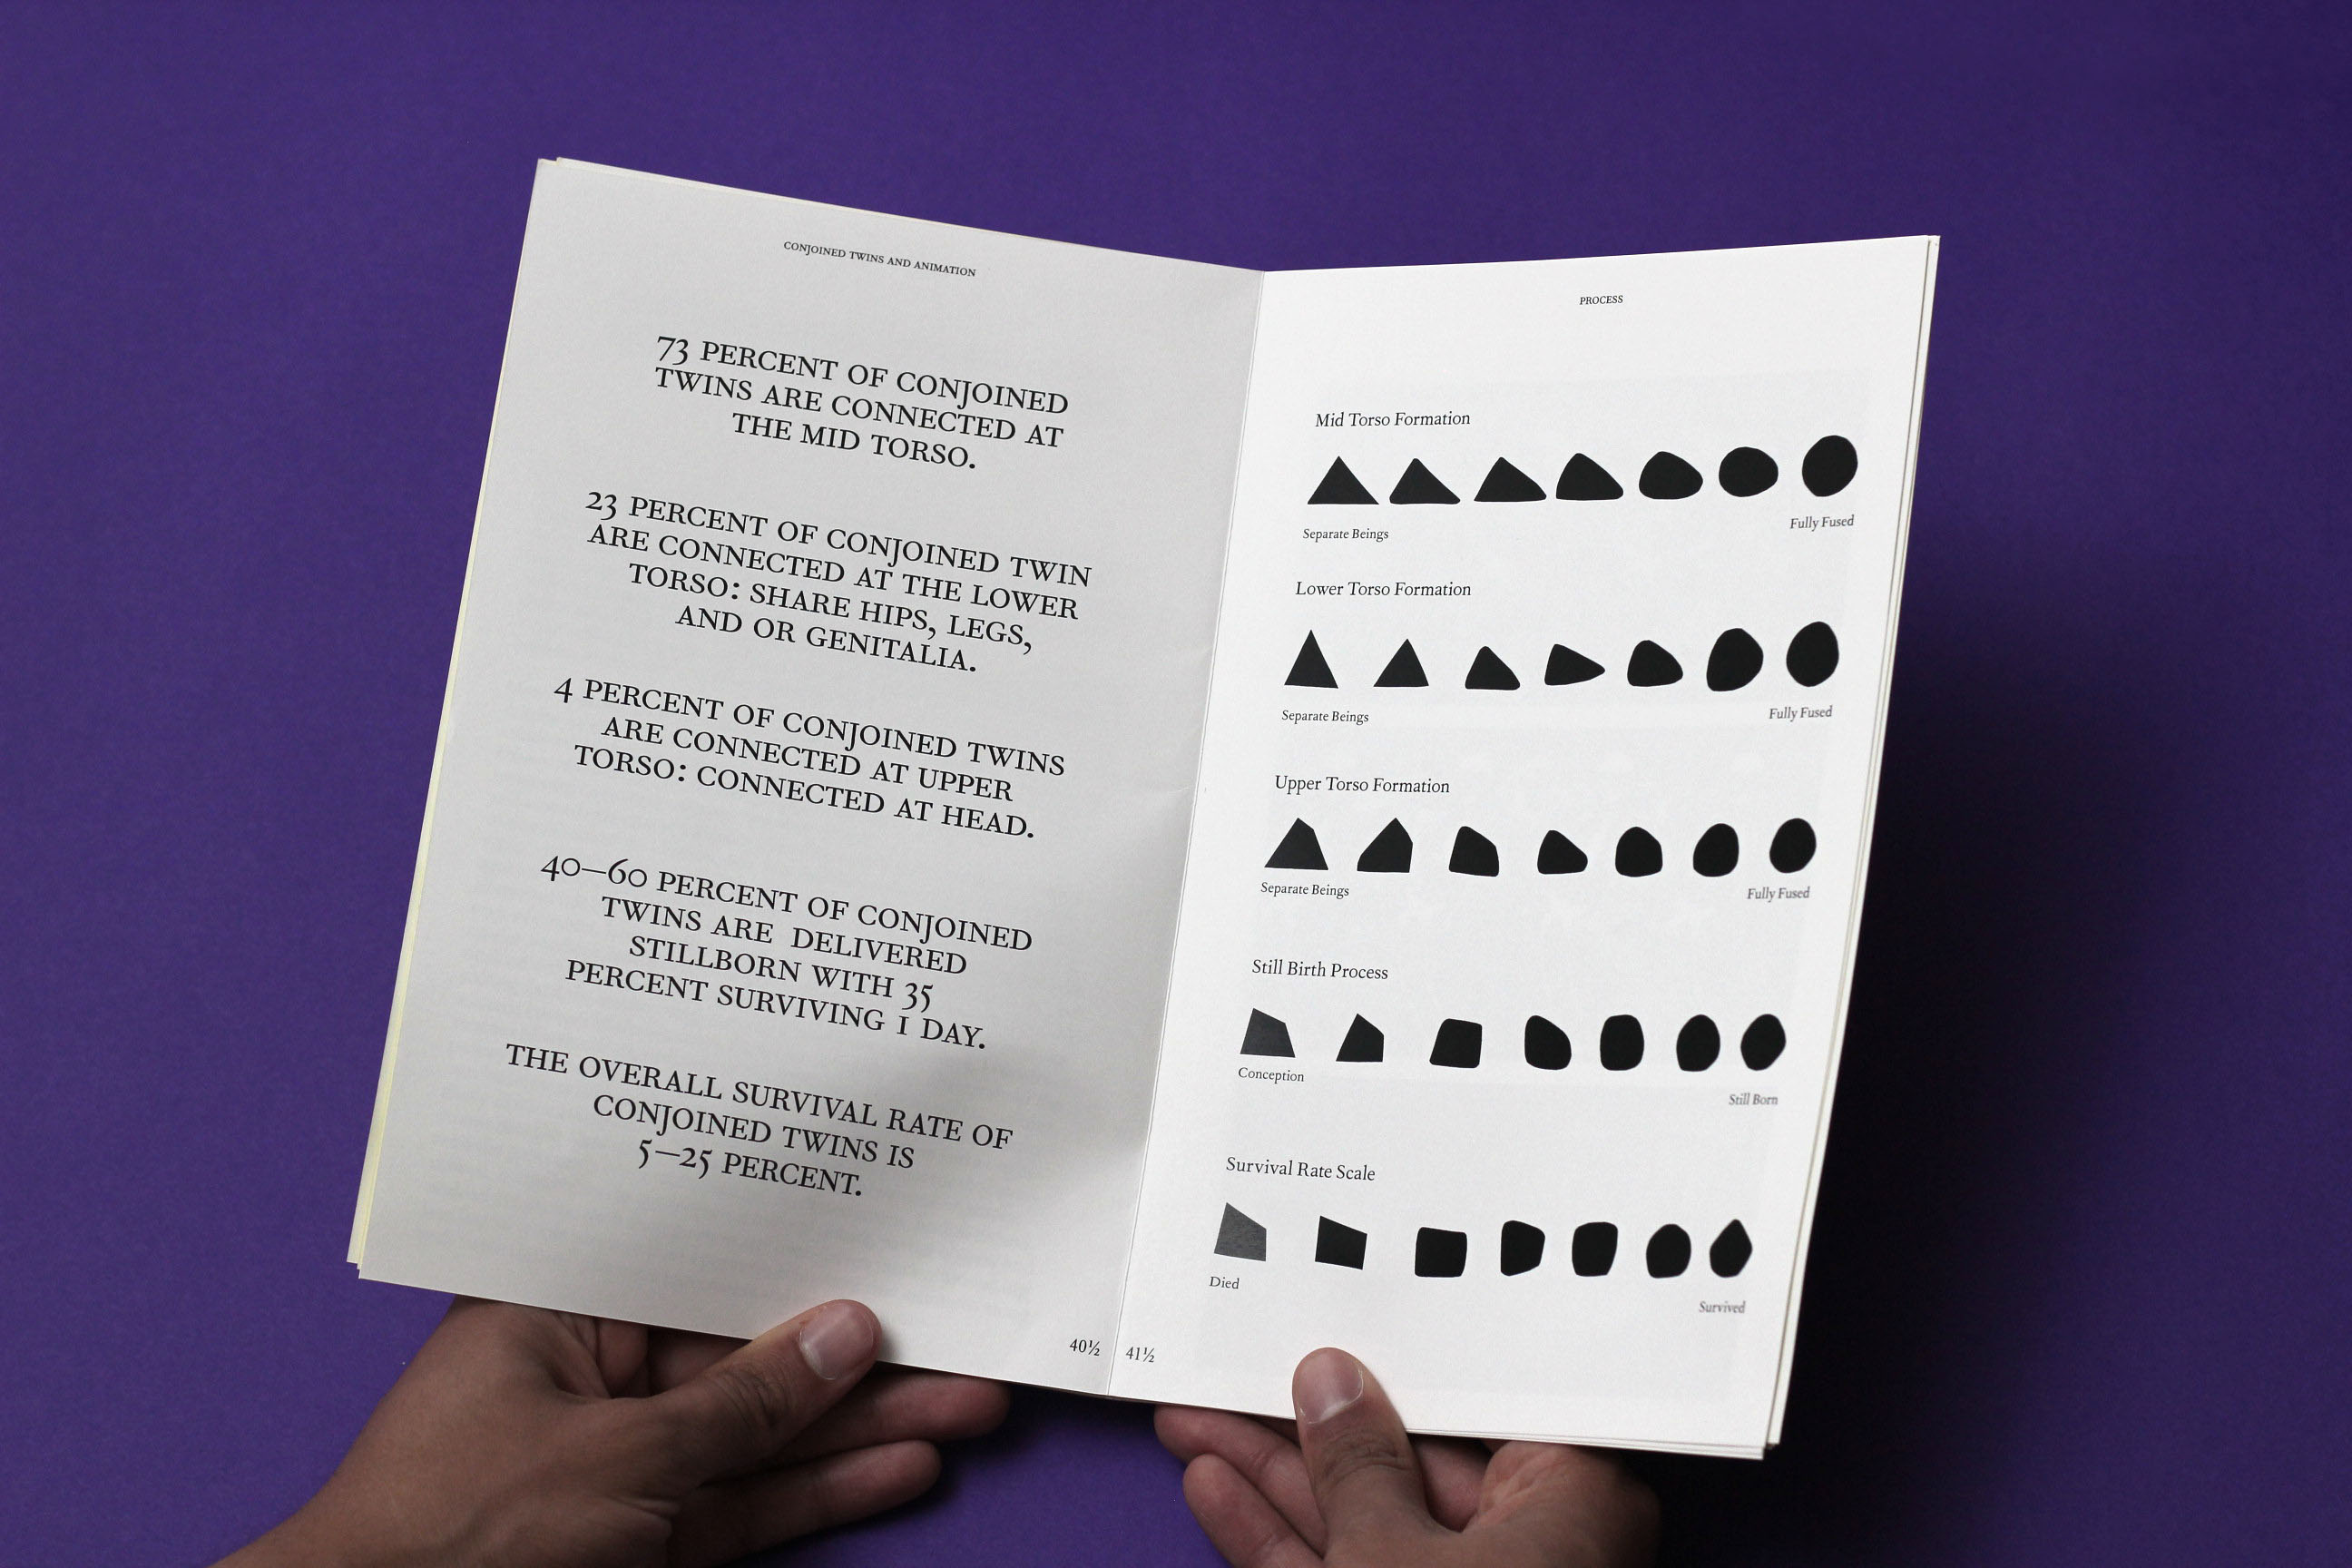 CONJOINED TWINS AND ANIMATION
73 PERCENT OF CONJOINED
TWINS ARE CONNECTED AT
THE MID TORSO.
23 PERCENT OF CONJOINED TWIN
ARE CONNECTED AT THE LOWER
TORSO: SHARE HIPS, LEGS,
AND OR GENITALIA.
4 PERCENT OF CONJOINED TWINS
ARE CONNECTED AT UPPER
TORSO: CONNECTED AT HEAD.
40—60 PERCENT OF CONJOINED
TWINS ARE DELIVERED
STILLBORN WITH 35
PERCENT SURVIVING 1 DAY.
THE OVERALL SURVIVAL RATE OF
CONJOINED TWINS IS
5—25 PERCENT.
40½
PROCESS
Mid Torso Formation
Separate Beings
Fully Fused
Lower Torso Formation
Separate Beings
Fully Fused
Upper Torso Formation
Separate Beings
Fully Fused
Still Birth Process
Conception
Still Born
Survival Rate Scale
Died
Survived
41½